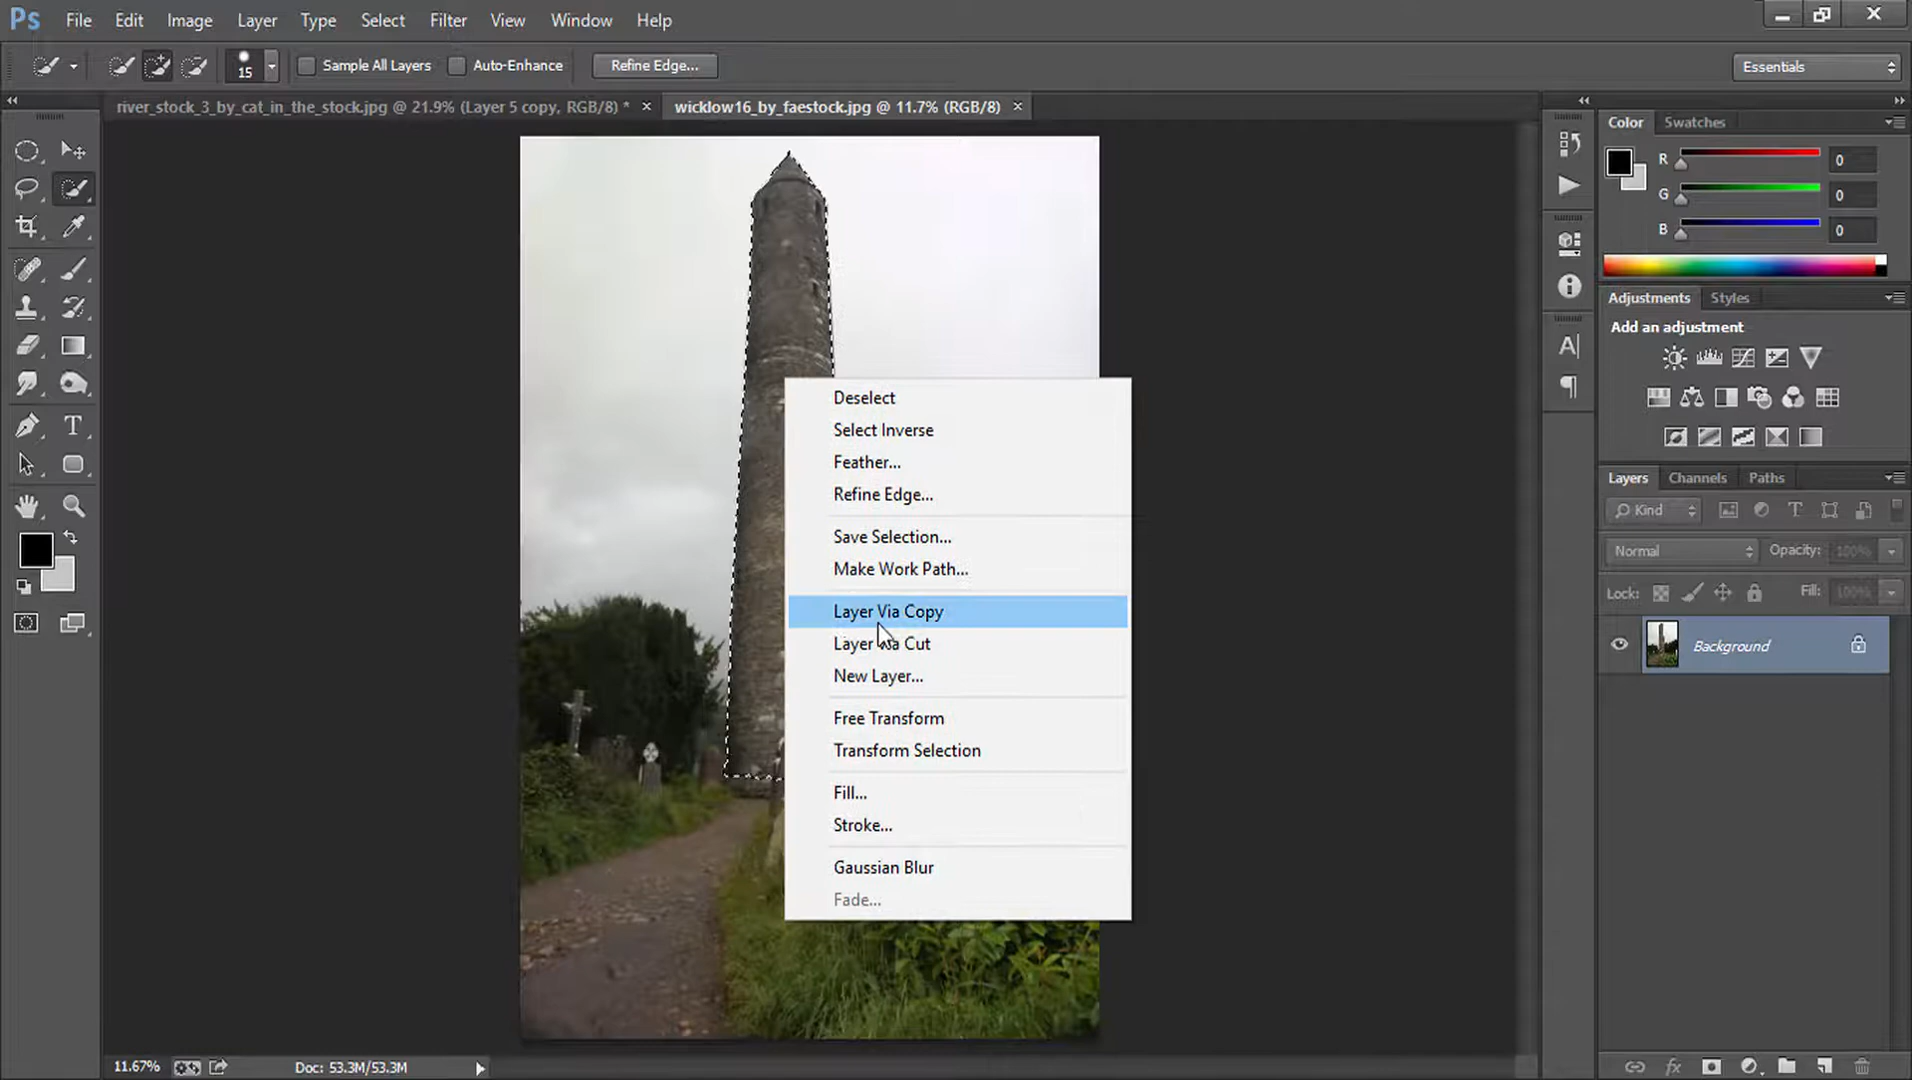 Ps File Edit Image Layer Type Select Filter View Window Help
15 Sample All Layers Auto-Enhance Refine Edge... Essentials
river_stock_3_by_cat_in_the_stock.jpg @ 21.9% (Layer 5 copy, RGB/8) * × wicklow16_by_faestock.jpg @ 11.7% (RGB/8) ×
Color Swatches
R 0
G 0
B 0
Adjustments Styles
Add an adjustment
Deselect
Select Inverse
Feather...
Refine Edge...
Save Selection...
Make Work Path...
Layer Via Copy
Layer Via Cut
New Layer...
Free Transform
Transform Selection
Fill...
Stroke...
Gaussian Blur
Fade...
Layers Channels Paths
Kind
Normal Opacity: 100%
Lock: Fill: 100%
Background
11.67% Doc: 53.3M/53.3M